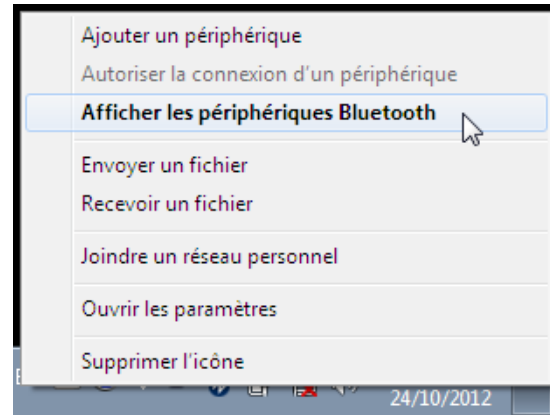 Ajouter un périphérique
Autoriser la connexion d'un périphérique
Afficher les périphériques Bluetooth
Envoyer un fichier
Recevoir un fichier
Joindre un réseau personnel
Ouvrir les paramètres
Supprimer l'icône
24/10/2012